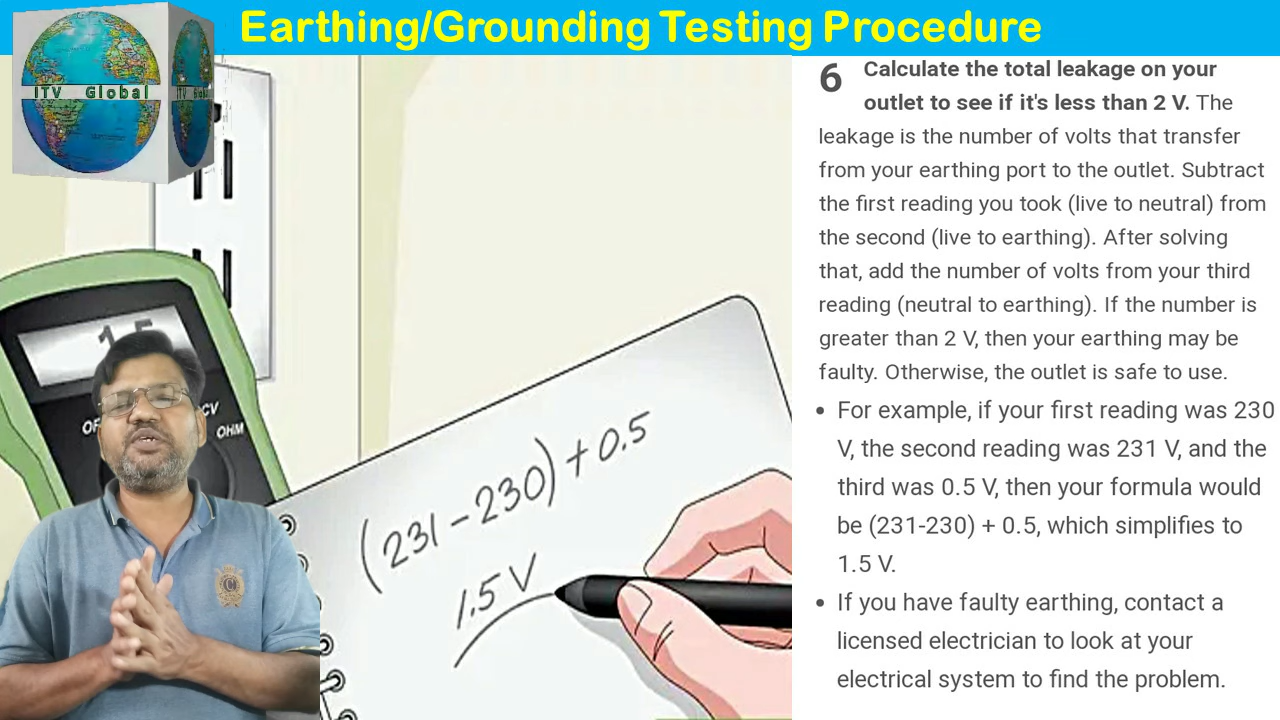 Earthing/Grounding Testing Procedure
ITV Global
ITV Global
6 Calculate the total leakage on your
outlet to see if it's less than 2 V. The
leakage is the number of volts that transfer
from your earthing port to the outlet. Subtract
the first reading you took (live to neutral) from
the second (live to earthing). After solving
that, add the number of volts from your third
reading (neutral to earthing). If the number is
greater than 2 V, then your earthing may be
faulty. Otherwise, the outlet is safe to use.
• For example, if your first reading was 230
V, the second reading was 231 V, and the
third was 0.5 V, then your formula would
be (231-230) + 0.5, which simplifies to
1.5 V.
• If you have faulty earthing, contact a
licensed electrician to look at your
electrical system to find the problem.
OHM
(231-230) + 0.5
1.5 V
C